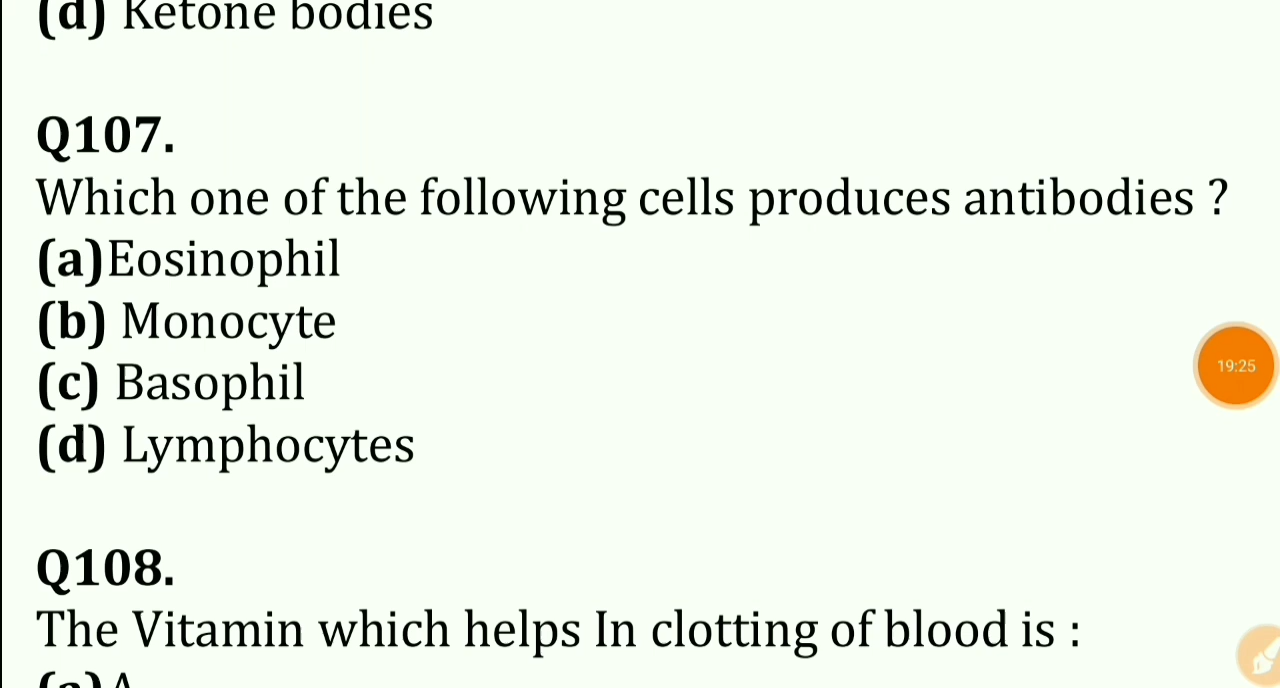 (d) Ketone bodies
Q107.
Which one of the following cells produces antibodies ?
(a)Eosinophil
(b) Monocyte
(c) Basophil
(d) Lymphocytes
19:25
Q108.
The Vitamin which helps In clotting of blood is :
(a) A